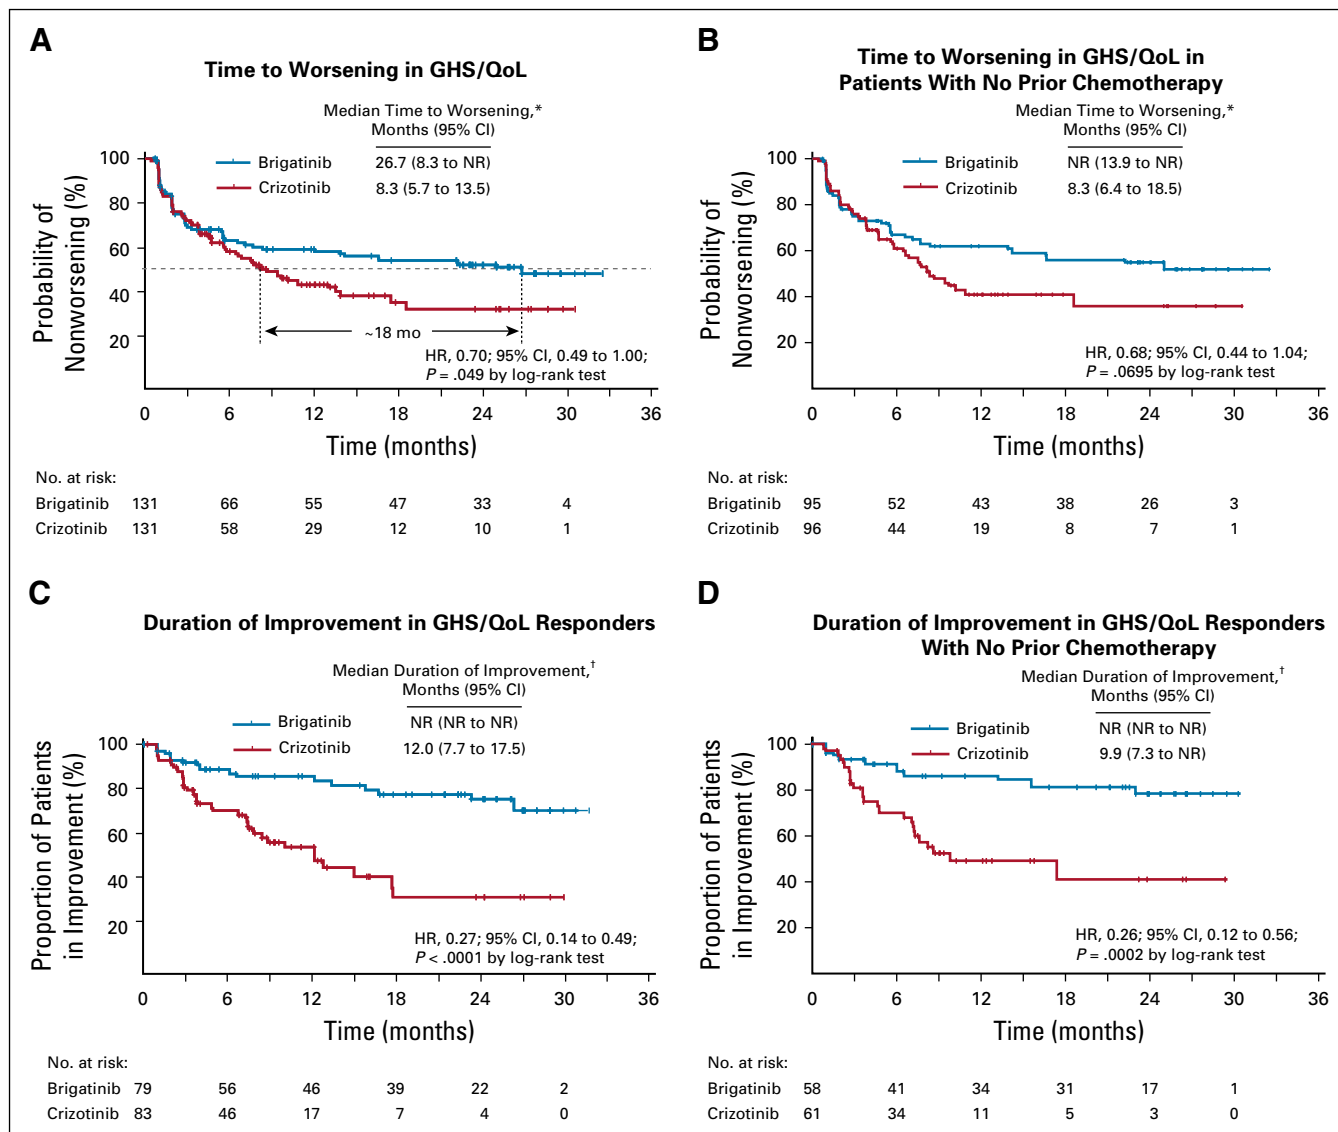 A
Time to Worsening in GHS/QoL
Median Time to Worsening,*
Months (95% CI)
Brigatinib 26.7 (8.3 to NR)
Crizotinib 8.3 (5.7 to 13.5)
Probability of
Nonworsening (%)
100
80
60
40
20
~18 mo
HR, 0.70; 95% CI, 0.49 to 1.00;
P = .049 by log-rank test
0 6 12 18 24 30 36
Time (months)
No. at risk:
Brigatinib 131 66 55 47 33 4
Crizotinib 131 58 29 12 10 1
B
Time to Worsening in GHS/QoL in
Patients With No Prior Chemotherapy
Median Time to Worsening,*
Months (95% CI)
Brigatinib NR (13.9 to NR)
Crizotinib 8.3 (6.4 to 18.5)
Probability of
Nonworsening (%)
100
80
60
40
20
HR, 0.68; 95% CI, 0.44 to 1.04;
P = .0695 by log-rank test
0 6 12 18 24 30 36
Time (months)
No. at risk:
Brigatinib 95 52 43 38 26 3
Crizotinib 96 44 19 8 7 1
C
Duration of Improvement in GHS/QoL Responders
Median Duration of Improvement,†
Months (95% CI)
Brigatinib NR (NR to NR)
Crizotinib 12.0 (7.7 to 17.5)
Proportion of Patients
in Improvement (%)
100
80
60
40
20
HR, 0.27; 95% CI, 0.14 to 0.49;
P < .0001 by log-rank test
0 6 12 18 24 30 36
Time (months)
No. at risk:
Brigatinib 79 56 46 39 22 2
Crizotinib 83 46 17 7 4 0
D
Duration of Improvement in GHS/QoL Responders
With No Prior Chemotherapy
Median Duration of Improvement,†
Months (95% CI)
Brigatinib NR (NR to NR)
Crizotinib 9.9 (7.3 to NR)
Proportion of Patients
in Improvement (%)
100
80
60
40
20
HR, 0.26; 95% CI, 0.12 to 0.56;
P = .0002 by log-rank test
0 6 12 18 24 30 36
Time (months)
No. at risk:
Brigatinib 58 41 34 31 17 1
Crizotinib 61 34 11 5 3 0